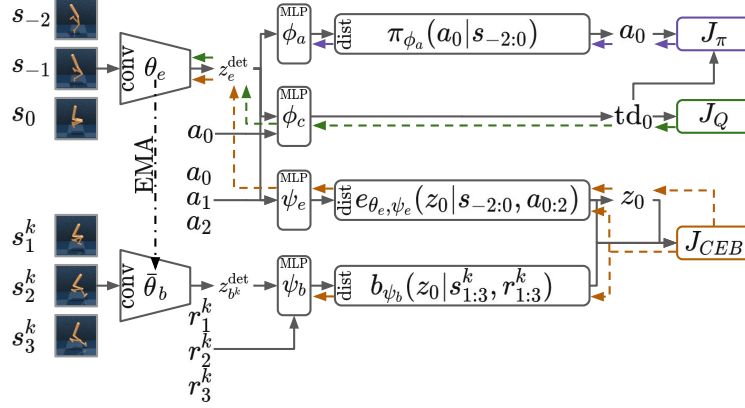 s_{-2}
s_{-1}
s_0
conv θ_e
z_e^{det}
MLP ϕ_a
dist π_{ϕ_a}(a_0|s_{-2:0})
a_0
J_π
a_0
MLP ϕ_c
td_0
J_Q
EMA
a_0
a_1
a_2
MLP ψ_e
dist e_{θ_e,ψ_e}(z_0|s_{-2:0}, a_{0:2})
z_0
J_{CEB}
s_1^k
s_2^k
s_3^k
conv θ̄_b
z_{b^k}^{det}
MLP ψ_b
dist b_{ψ_b}(z_0|s_{1:3}^k, r_{1:3}^k)
r_1^k
r_2^k
r_3^k